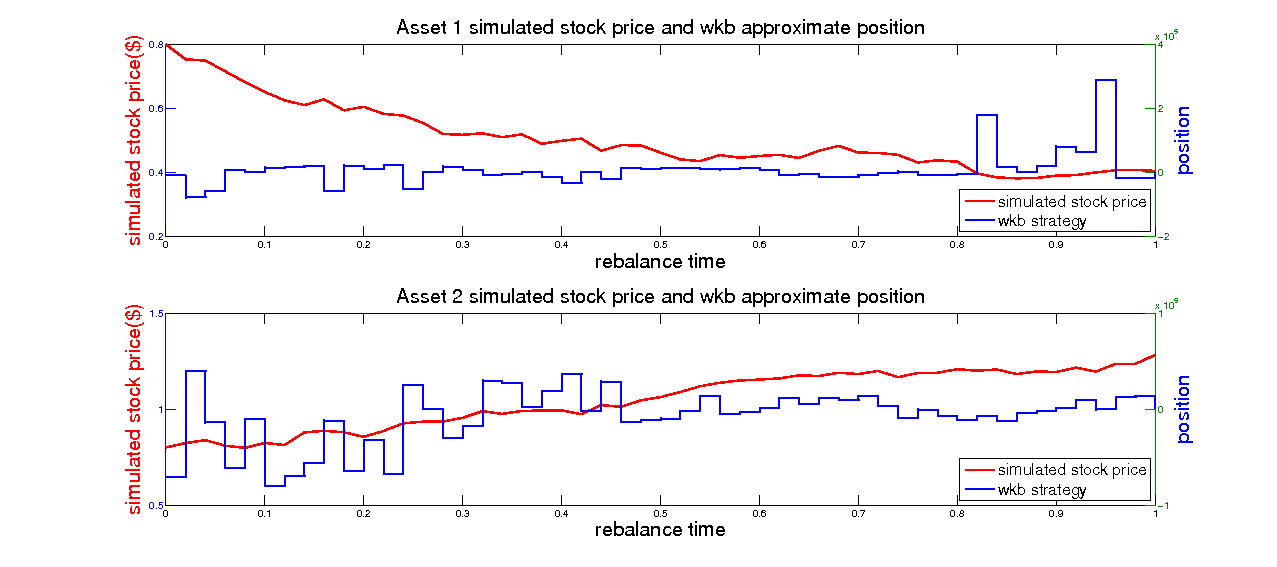 Asset 1 simulated stock price and wkb approximate position
simulated stock price($)
0.8
0.6
0.4
0.2
x 10
4
2
0
-2
position
simulated stock price
wkb strategy
0 0.1 0.2 0.3 0.4 0.5 0.6 0.7 0.8 0.9 1
rebalance time
Asset 2 simulated stock price and wkb approximate position
simulated stock price($)
1.5
1
0.5
x 10
1
0
-1
position
simulated stock price
wkb strategy
0 0.1 0.2 0.3 0.4 0.5 0.6 0.7 0.8 0.9 1
rebalance time